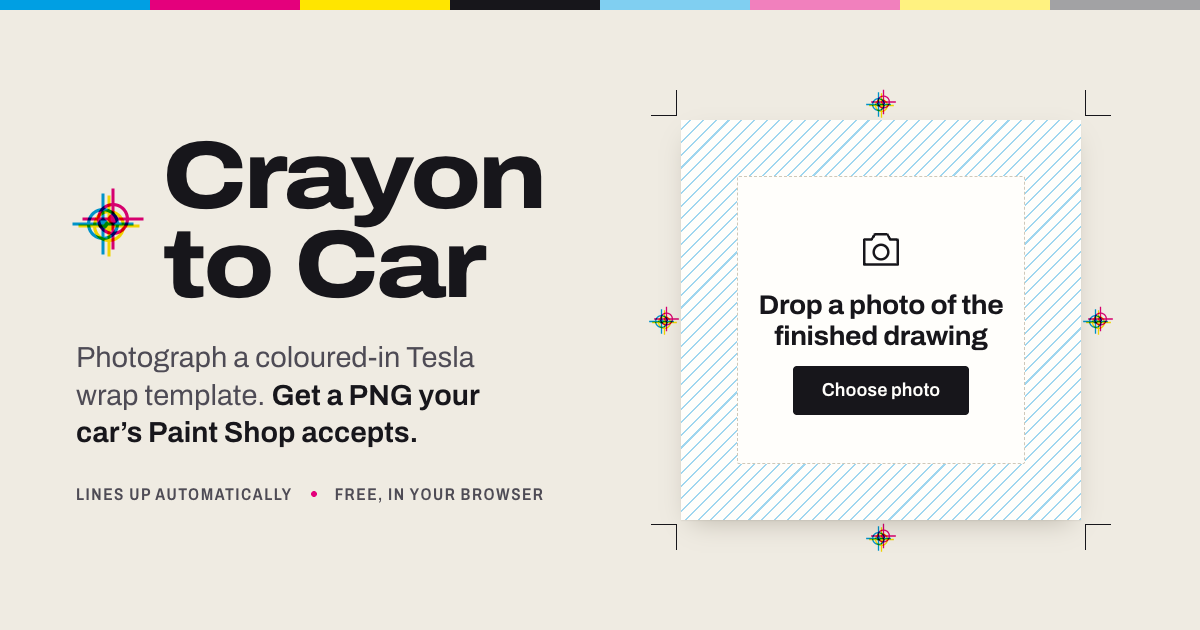 Crayon
to Car
Photograph a coloured-in Tesla
wrap template. Get a PNG your
car’s Paint Shop accepts.
LINES UP AUTOMATICALLY • FREE, IN YOUR BROWSER
Drop a photo of the
finished drawing
Choose photo